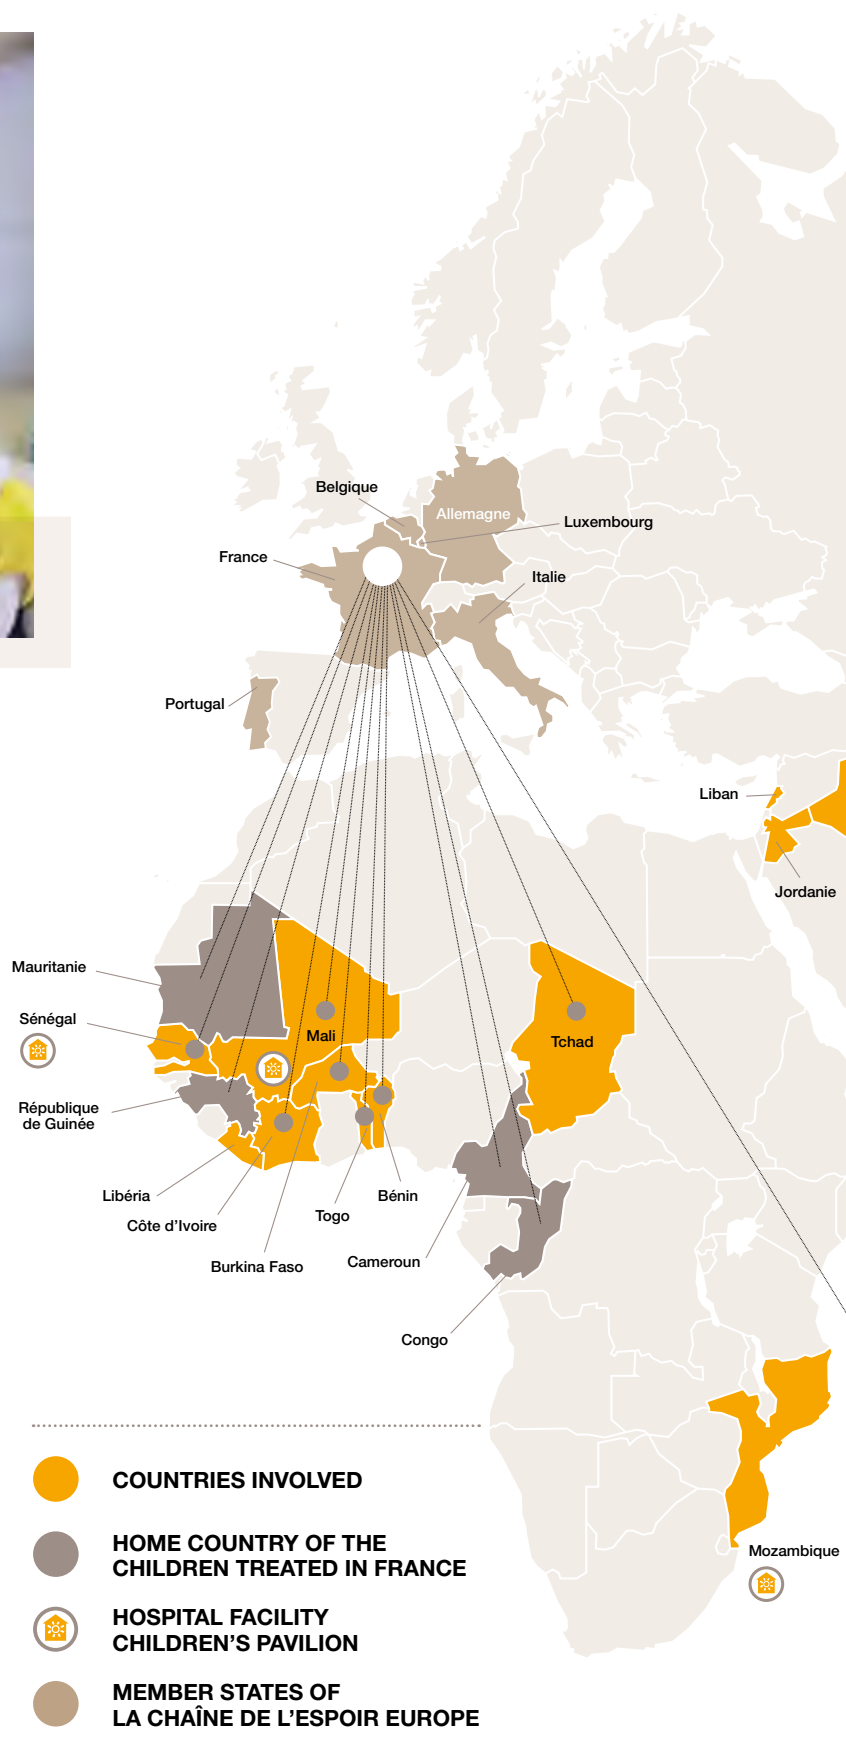 Belgique
Allemagne
Luxembourg
France
Italie
Portugal
Liban
Jordanie
Mauritanie
Sénégal
Mali
Tchad
République
de Guinée
Libéria
Bénin
Togo
Côte d'Ivoire
Burkina Faso
Cameroun
Congo
COUNTRIES INVOLVED
HOME COUNTRY OF THE
CHILDREN TREATED IN FRANCE
Mozambique
HOSPITAL FACILITY
CHILDREN'S PAVILION
MEMBER STATES OF
LA CHAÎNE DE L'ESPOIR EUROPE